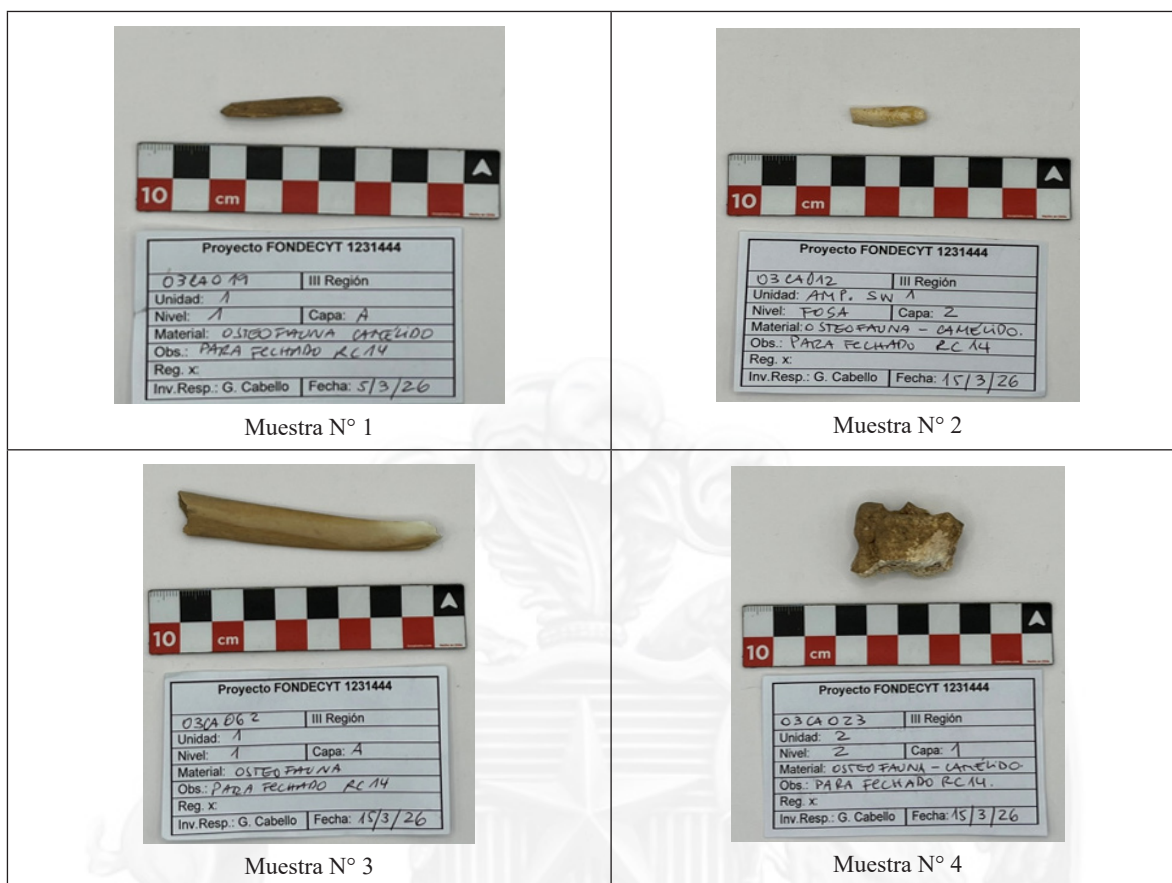 10 cm
Proyecto FONDECYT 1231444
03CA019 III Región
Unidad: 1
Nivel: 1 Capa: A
Material: OSTEOFAUNA CAMÉLIDO
Obs.: PARA FECHADO RC14
Reg. x:
Inv.Resp.: G. Cabello Fecha: 5/3/26
Muestra N° 1
10 cm
Proyecto FONDECYT 1231444
03CA012 III Región
Unidad: AMP. SW 1
Nivel: FOSA Capa: 2
Material: OSTEOFAUNA - CAMÉLIDO.
Obs.: PARA FECHADO RC14
Reg. x:
Inv.Resp.: G. Cabello Fecha: 15/3/26
Muestra N° 2
10 cm
Proyecto FONDECYT 1231444
03CA062 III Región
Unidad: 1
Nivel: 1 Capa: A
Material: OSTEOFAUNA
Obs.: PARA FECHADO RC14
Reg. x:
Inv.Resp.: G. Cabello Fecha: 15/3/26
Muestra N° 3
10 cm
Proyecto FONDECYT 1231444
03CA023 III Región
Unidad: 2
Nivel: 2 Capa: 1
Material: OSTEOFAUNA - CAMÉLIDO
Obs.: PARA FECHADO RC14.
Reg. x:
Inv.Resp.: G. Cabello Fecha: 15/3/26
Muestra N° 4